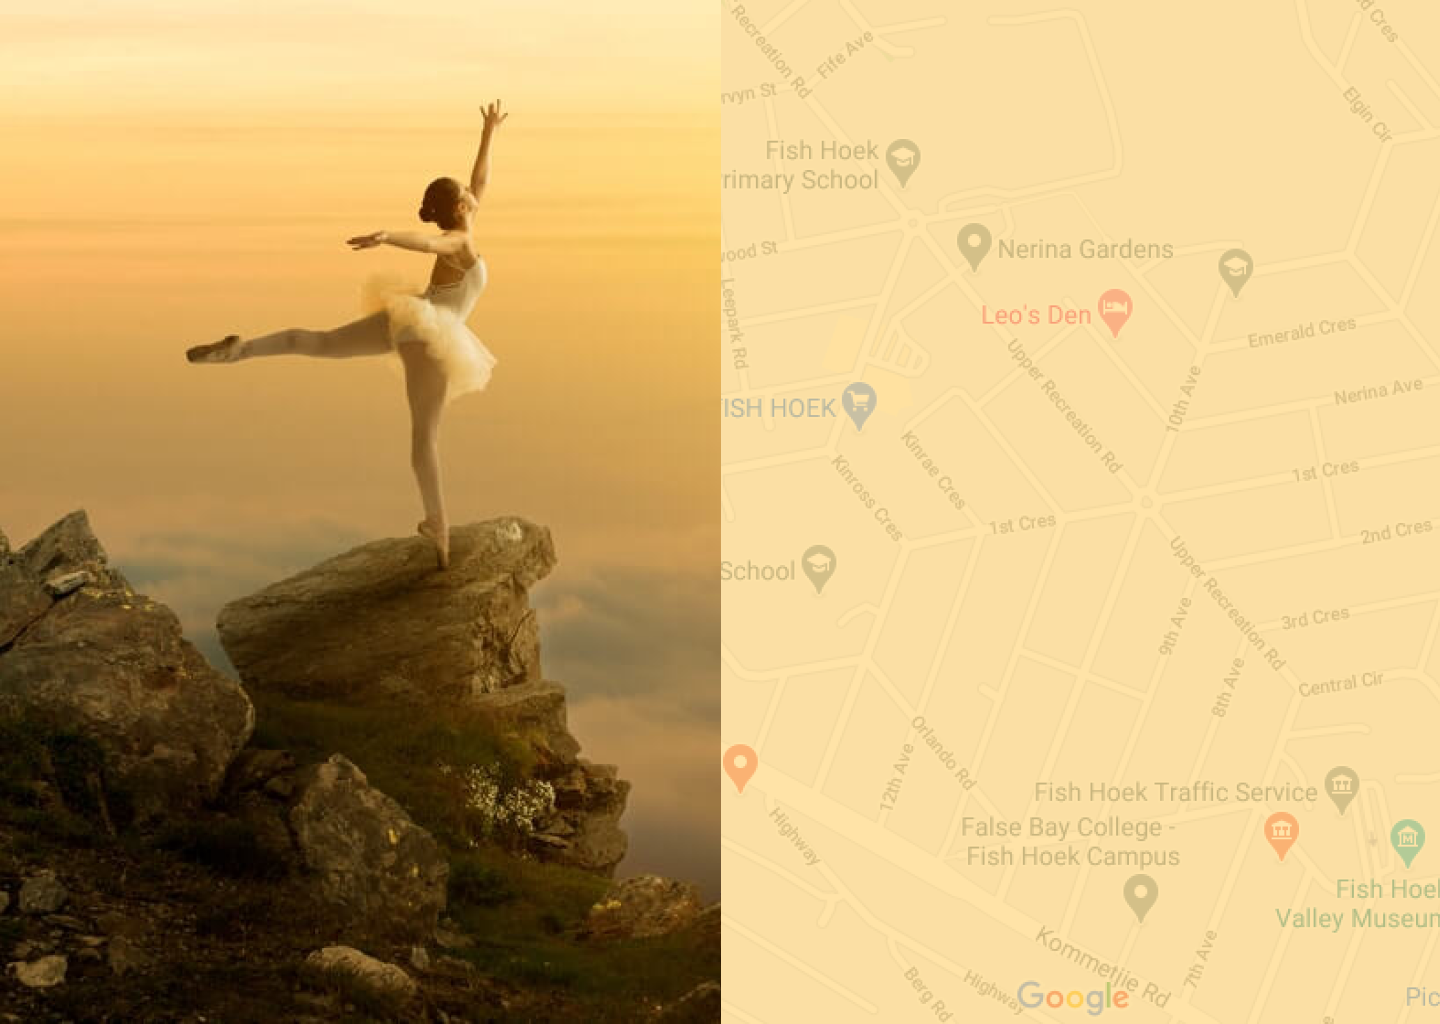 Recreation Rd
Fife Ave
d Cres
rvyn St
Elgin Cir
Fish Hoek
rimary School
Nerina Gardens
ood St
Leepark Rd
Leo's Den
Emerald Cres
Upper Recreation Rd
10th Ave
Nerina Ave
ISH HOEK
Kinrae Cres
Kinross Cres
1st Cres
1st Cres
2nd Cres
School
Upper Recreation Rd
9th Ave
3rd Cres
8th Ave
Central Cir
Orlando Rd
12th Ave
Fish Hoek Traffic Service
Highway
False Bay College -
Fish Hoek Campus
Fish Hoek
Valley Museum
Kommetjie Rd
7th Ave
Highway
Berg Rd
Google
Pic